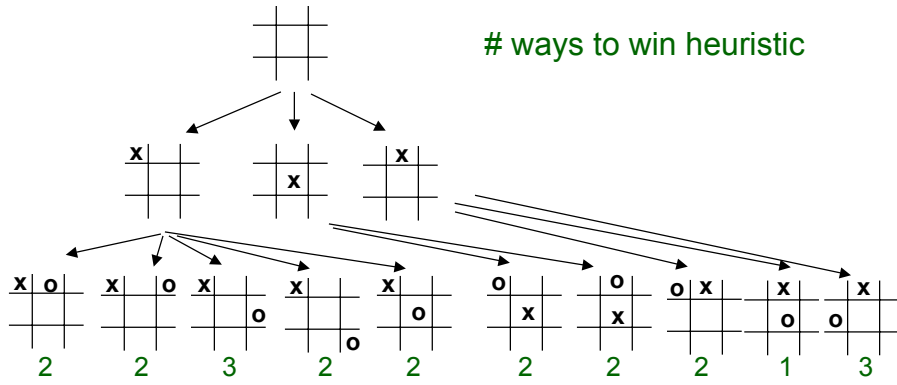 # ways to win heuristic
x x
x
x o x o x x x o o o x x x
o o x x o o
o
2 2 3 2 2 2 2 2 1 3